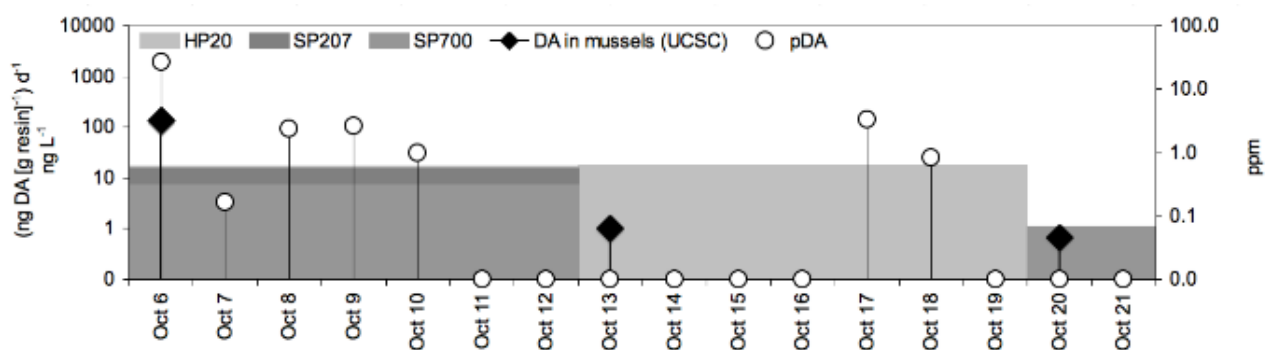 HP20 SP207 SP700 DA in mussels (UCSC) pDA
(ng DA [g resin]⁻¹) d⁻¹
ng L⁻¹
10000
1000
100
10
1
0
100.0
10.0
1.0
0.1
0.0
ppm
Oct 6
Oct 7
Oct 8
Oct 9
Oct 10
Oct 11
Oct 12
Oct 13
Oct 14
Oct 15
Oct 16
Oct 17
Oct 18
Oct 19
Oct 20
Oct 21